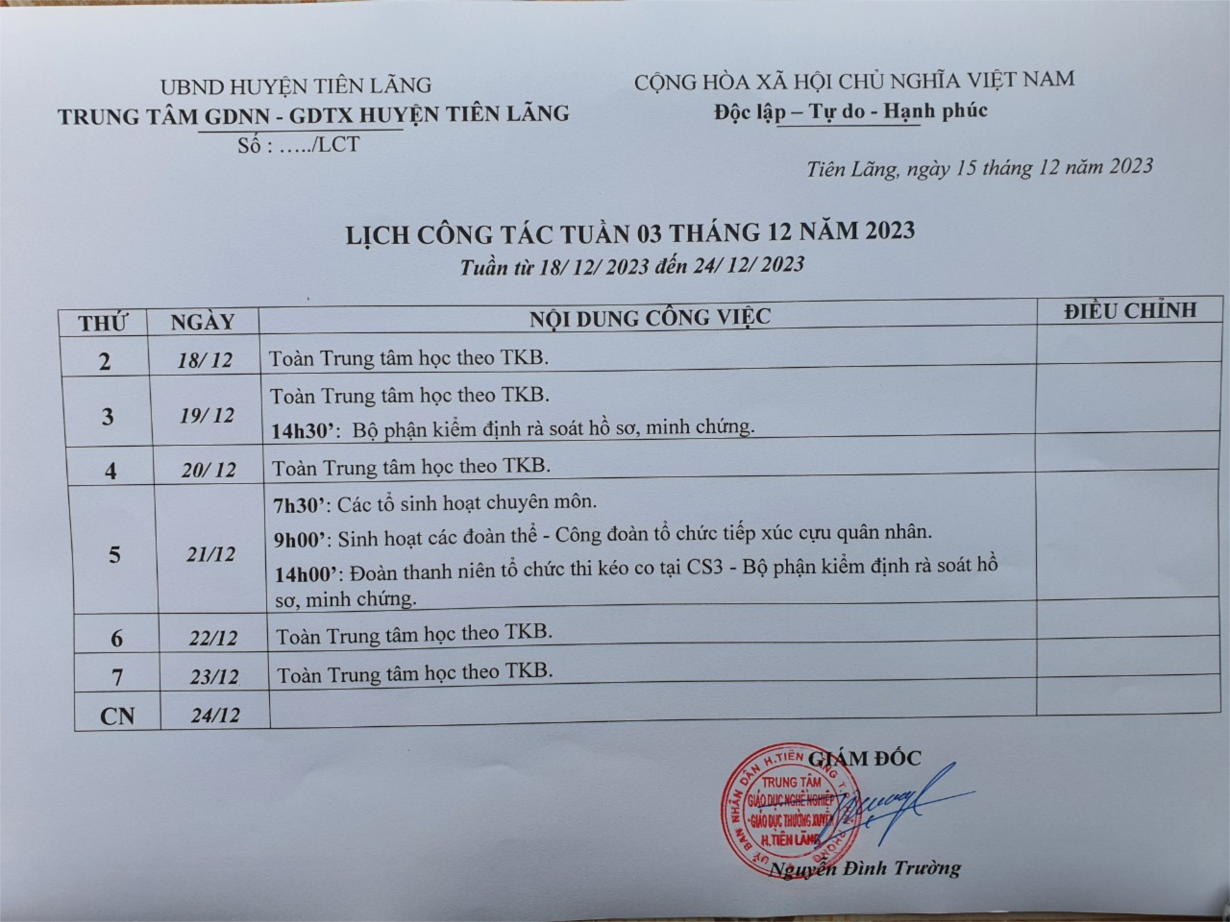 UBND HUYỆN TIÊN LÃNG
TRUNG TÂM GDNN - GDTX HUYỆN TIÊN LÃNG
Số : …../LCT
CỘNG HÒA XÃ HỘI CHỦ NGHĨA VIỆT NAM
Độc lập – Tự do - Hạnh phúc
Tiên Lãng, ngày 15 tháng 12 năm 2023
LỊCH CÔNG TÁC TUẦN 03 THÁNG 12 NĂM 2023
Tuần từ 18/ 12/ 2023 đến 24/ 12/ 2023
THỨ NGÀY NỘI DUNG CÔNG VIỆC ĐIỀU CHỈNH
2 18/ 12 Toàn Trung tâm học theo TKB.
3 19/ 12 Toàn Trung tâm học theo TKB.
14h30’: Bộ phận kiểm định rà soát hồ sơ, minh chứng.
4 20/ 12 Toàn Trung tâm học theo TKB.
5 21/12 7h30’: Các tổ sinh hoạt chuyên môn.
9h00’: Sinh hoạt các đoàn thể - Công đoàn tổ chức tiếp xúc cựu quân nhân.
14h00’: Đoàn thanh niên tổ chức thi kéo co tại CS3 - Bộ phận kiểm định rà soát hồ
sơ, minh chứng.
6 22/12 Toàn Trung tâm học theo TKB.
7 23/12 Toàn Trung tâm học theo TKB.
CN 24/12
GIÁM ĐỐC
UỶ BAN NHÂN DÂN H.TIÊN LÃNG T.P HẢI PHÒNG
TRUNG TÂM
GIÁO DỤC NGHỀ NGHIỆP
-GIÁO DỤC THƯỜNG XUYÊN
H.TIÊN LÃNG
Nguyễn Đình Trường